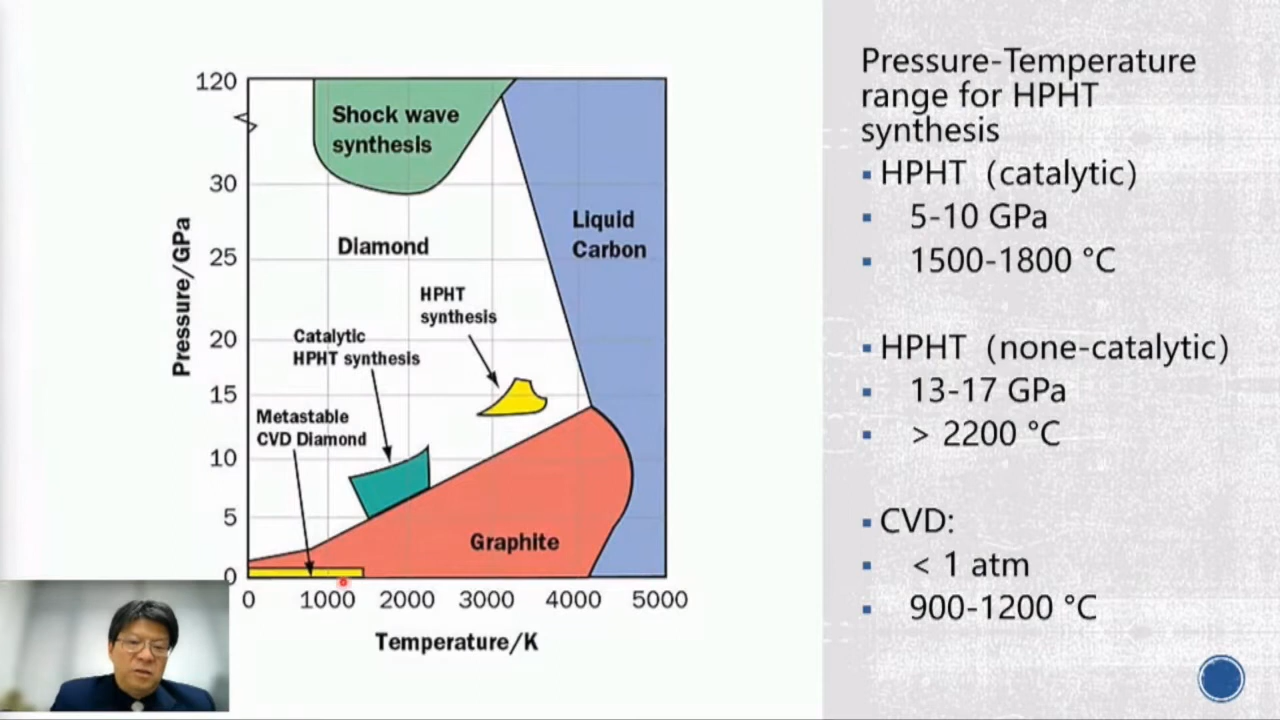 120
Shock wave
synthesis
30
Liquid
Carbon
Diamond
25
HPHT
synthesis
Catalytic
HPHT synthesis
20
15
Metastable
CVD Diamond
10
5
Graphite
0
0 1000 2000 3000 4000 5000
Temperature/K
Pressure/GPa
Pressure-Temperature
range for HPHT
synthesis
▪ HPHT (catalytic)
▪ 5-10 GPa
▪ 1500-1800 °C
▪ HPHT (none-catalytic)
▪ 13-17 GPa
▪ > 2200 °C
▪ CVD:
▪ < 1 atm
▪ 900-1200 °C